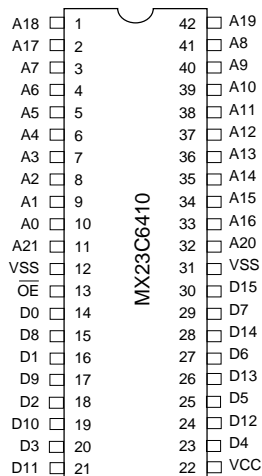 A18 1 42 A19
A17 2 41 A8
A7 3 40 A9
A6 4 39 A10
A5 5 38 A11
A4 6 37 A12
A3 7 36 A13
A2 8 35 A14
A1 9 34 A15
A0 10 33 A16
A21 11 32 A20
VSS 12 31 VSS
OE 13 30 D15
D0 14 29 D7
D8 15 28 D14
D1 16 27 D6
D9 17 26 D13
D2 18 25 D5
D10 19 24 D12
D3 20 23 D4
D11 21 22 VCC
MX23C6410